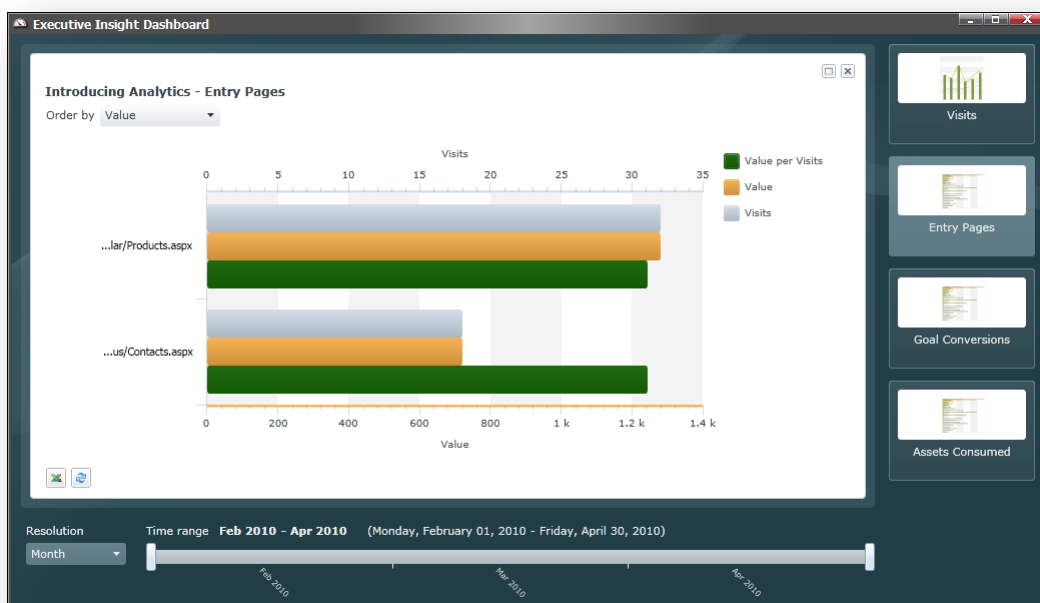 Executive Insight Dashboard
Introducing Analytics - Entry Pages
Order by Value
Visits
0 5 10 15 20 25 30 35
Value per Visits
Value
Visits
...lar/Products.aspx
...us/Contacts.aspx
0 200 400 600 800 1 k 1.2 k 1.4 k
Value
Visits
Entry Pages
Goal Conversions
Assets Consumed
Resolution
Month
Time range Feb 2010 - Apr 2010 (Monday, February 01, 2010 - Friday, April 30, 2010)
Feb 2010 Mar 2010 Apr 2010